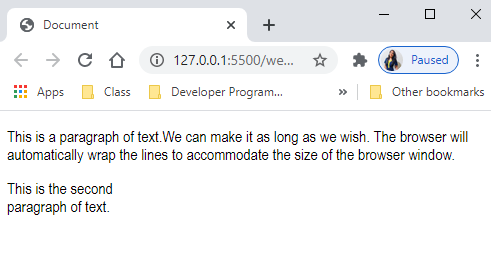 Document
127.0.0.1:5500/we...
Paused
Apps
Class
Developer Program...
»
Other bookmarks
This is a paragraph of text.We can make it as long as we wish. The browser will
automatically wrap the lines to accommodate the size of the browser window.
This is the second
paragraph of text.